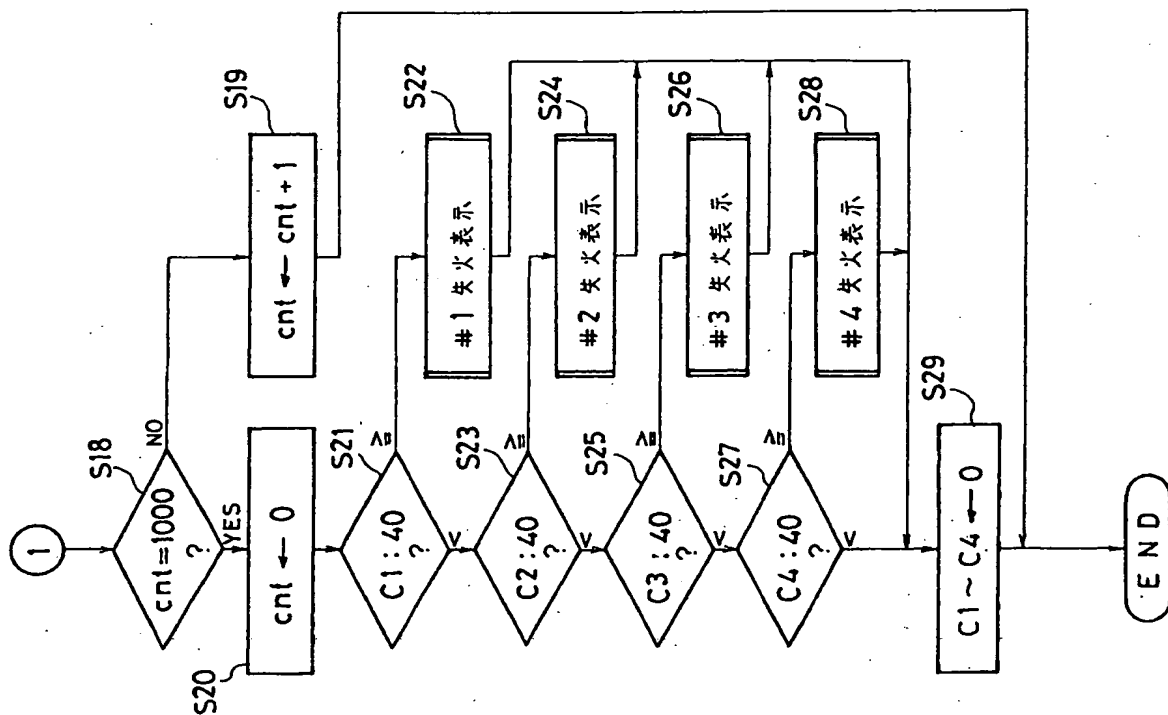 1
S18
cnt=1000
?
NO
YES
S19
cnt ← cnt + 1
S20
cnt ← 0
S21
C1 : 40
?
≧
<
S22
#1 失火表示
S23
C2 : 40
?
≧
<
S24
#2 失火表示
S25
C3 : 40
?
≧
<
S26
#3 失火表示
S27
C4 : 40
?
≧
<
S28
#4 失火表示
S29
C1~C4 ← 0
END